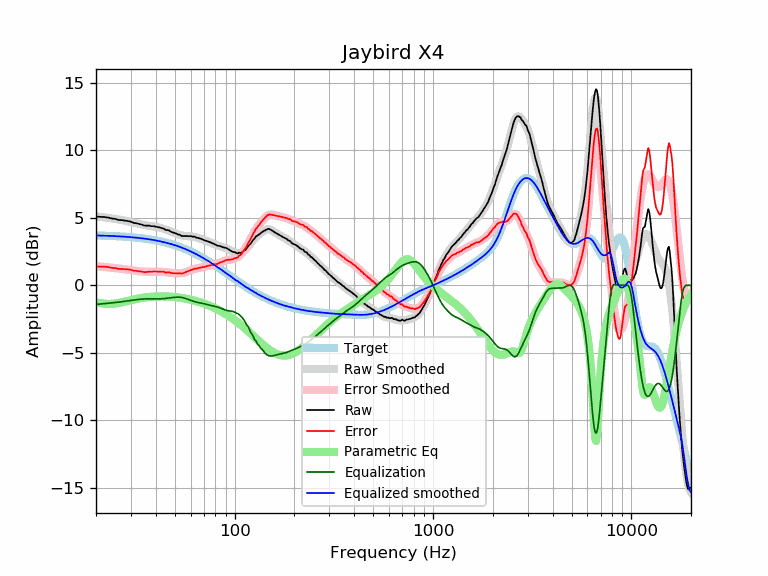 Jaybird X4
Amplitude (dBr)
15
10
5
0
−5
−10
−15
Target
Raw Smoothed
Error Smoothed
Raw
Error
Parametric Eq
Equalization
Equalized smoothed
100
1000
10000
Frequency (Hz)